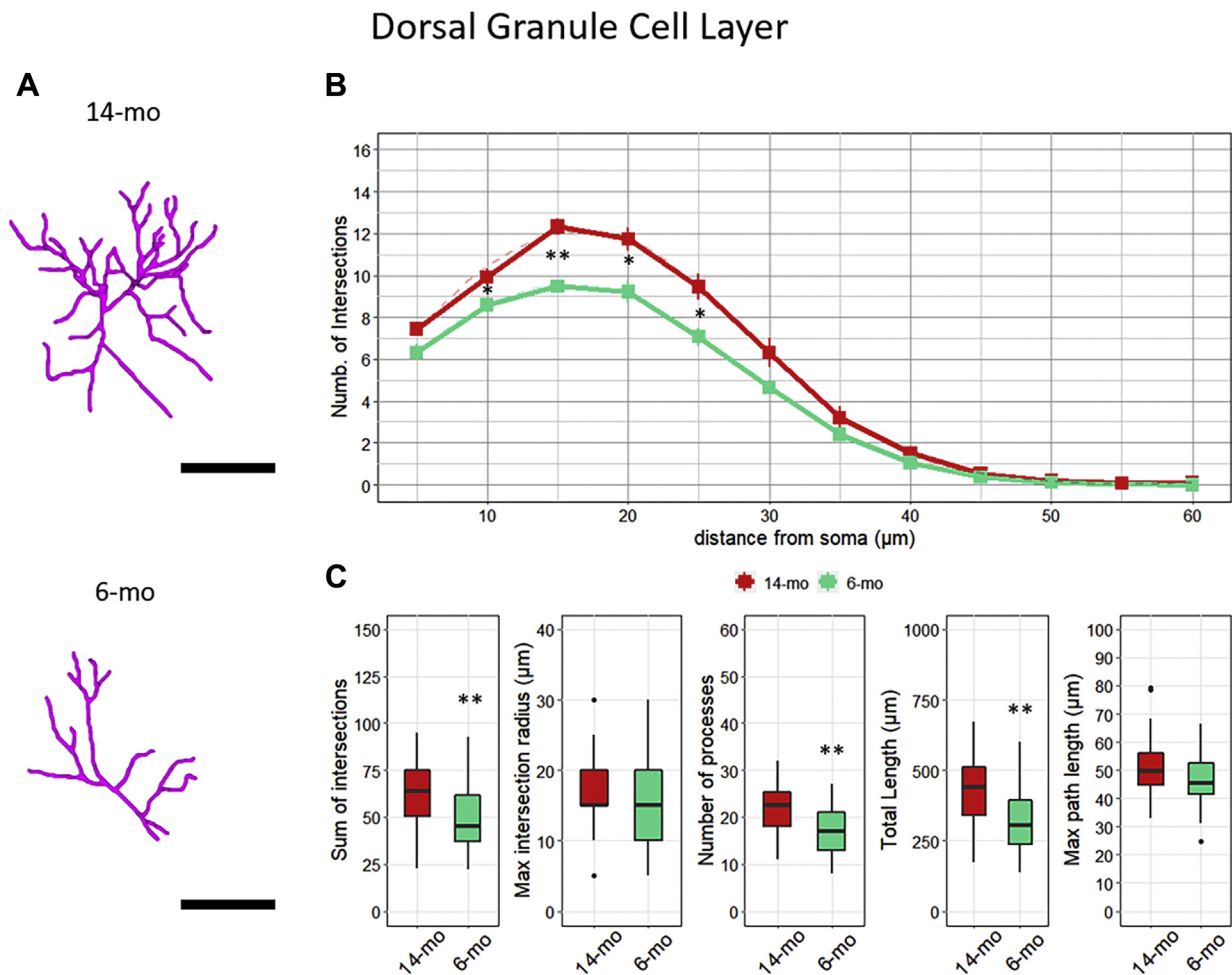 Dorsal Granule Cell Layer
A
14-mo
6-mo
B
Numb. of Intersections
16
14
12
10
8
6
4
2
0
*
**
*
*
10
20
30
40
50
60
distance from soma (µm)
14-mo
6-mo
C
Sum of intersections
150
125
100
75
50
25
0
**
14-mo
6-mo
Max intersection radius (µm)
40
30
20
10
0
14-mo
6-mo
Number of processes
60
50
40
30
20
10
0
**
14-mo
6-mo
Total Length (µm)
1000
750
500
250
0
**
14-mo
6-mo
Max path length (µm)
100
90
80
70
60
50
40
30
20
10
0
14-mo
6-mo